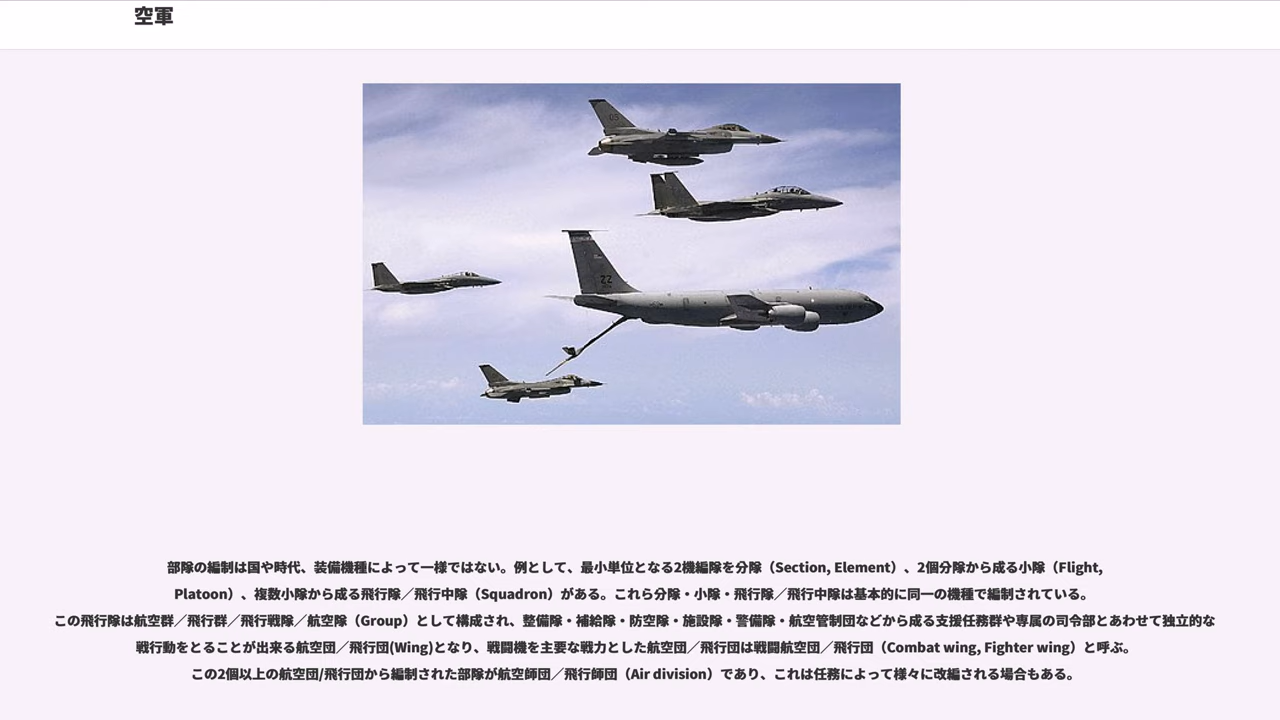 空軍
ZZ
部隊の編制は国や時代、装備機種によって一様ではない。例として、最小単位となる2機編隊を分隊（Section, Element）、2個分隊から成る小隊（Flight,
Platoon）、複数小隊から成る飛行隊／飛行中隊（Squadron）がある。これら分隊・小隊・飛行隊／飛行中隊は基本的に同一の機種で編制されている。
この飛行隊は航空群／飛行群／飛行戦隊／航空隊（Group）として構成され、整備隊・補給隊・防空隊・施設隊・警備隊・航空管制団などから成る支援任務群や専属の司令部とあわせて独立的な
戦行動をとることが出来る航空団／飛行団(Wing)となり、戦闘機を主要な戦力とした航空団／飛行団は戦闘航空団／飛行団（Combat wing, Fighter wing）と呼ぶ。
この2個以上の航空団/飛行団から編制された部隊が航空師団／飛行師団（Air division）であり、これは任務によって様々に改編される場合もある。